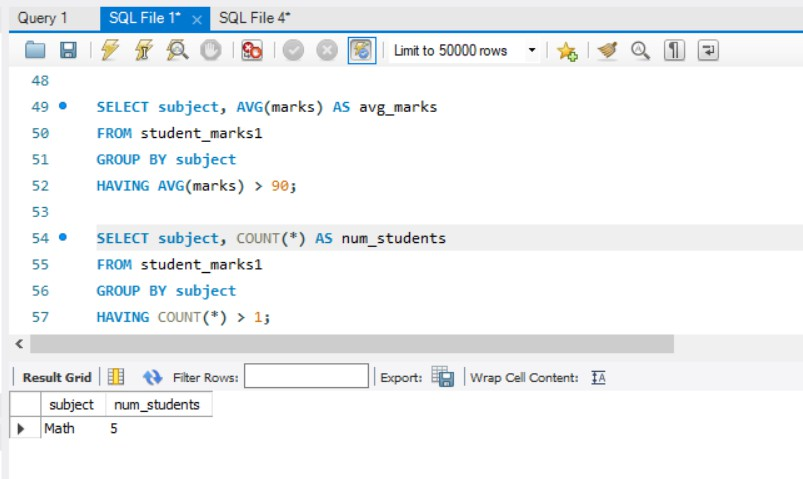 Query 1 SQL File 1* × SQL File 4*
Limit to 50000 rows
48
49 SELECT subject, AVG(marks) AS avg_marks
50 FROM student_marks1
51 GROUP BY subject
52 HAVING AVG(marks) > 90;
53
54 SELECT subject, COUNT(*) AS num_students
55 FROM student_marks1
56 GROUP BY subject
57 HAVING COUNT(*) > 1;
Result Grid Filter Rows: Export: Wrap Cell Content: IA
subject num_students
Math 5